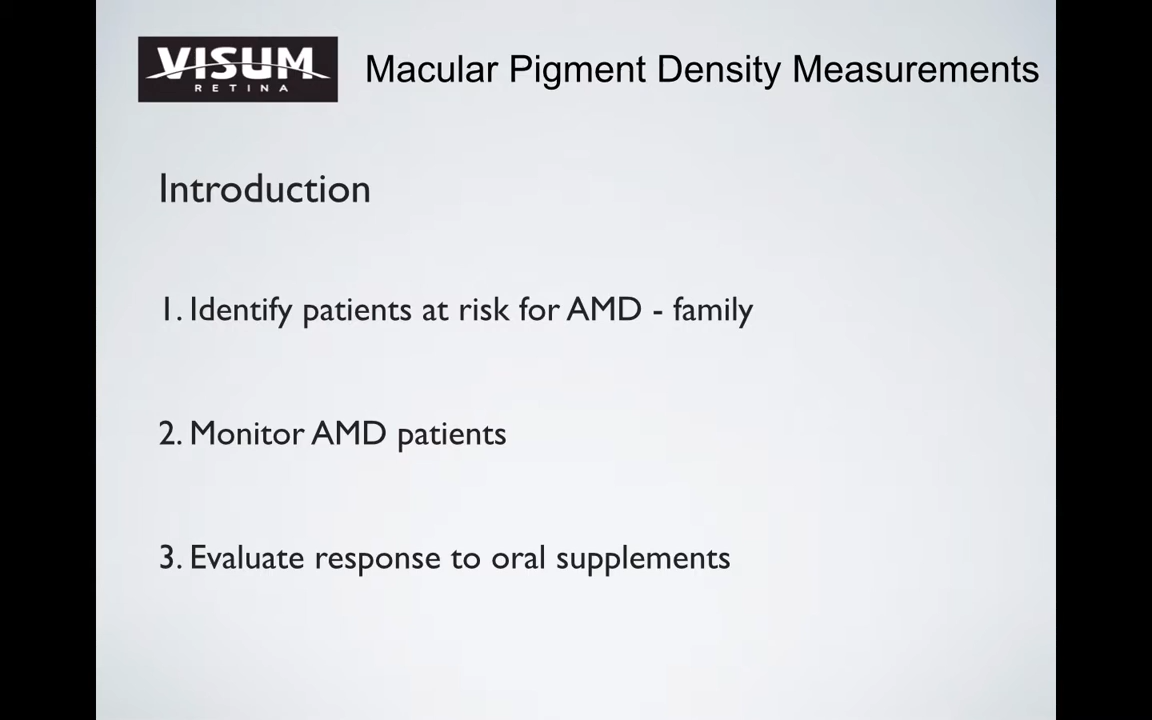 VISUM
RETINA
Macular Pigment Density Measurements
Introduction
1. Identify patients at risk for AMD - family
2. Monitor AMD patients
3. Evaluate response to oral supplements